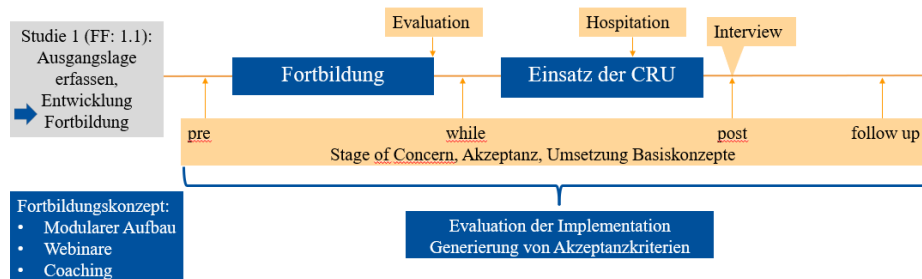 Studie 1 (FF: 1.1):
Ausgangslage
erfassen,
Entwicklung
Fortbildung
Evaluation
Hospitation
Interview
Fortbildung
Einsatz der CRU
pre
while
post
follow up
Stage of Concern, Akzeptanz, Umsetzung Basiskonzepte
Fortbildungskonzept:
• Modularer Aufbau
• Webinare
• Coaching
Evaluation der Implementation
Generierung von Akzeptanzkriterien